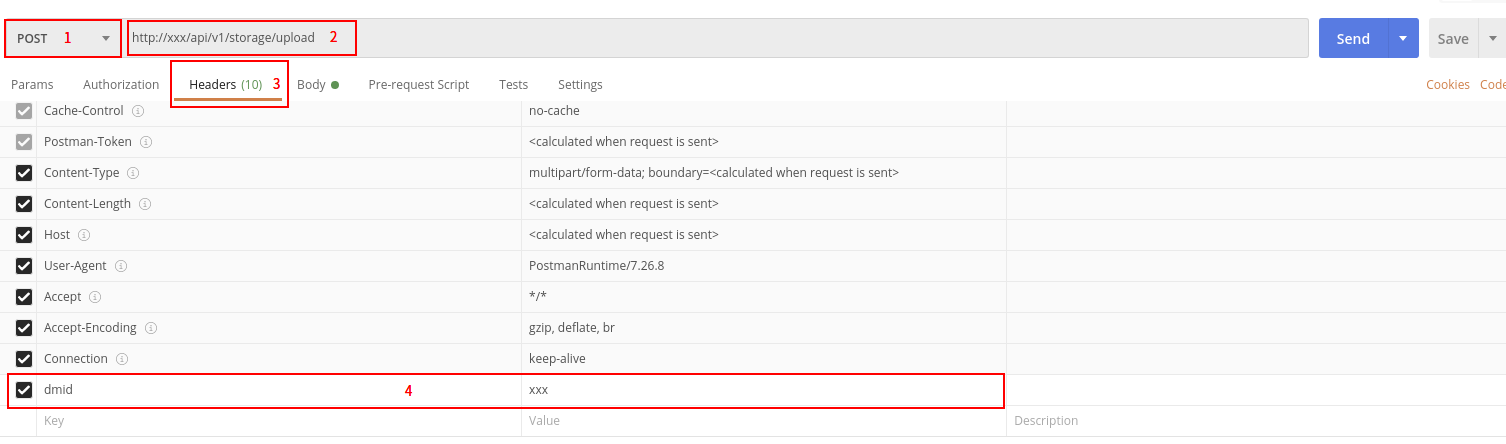 POST 1 http://xxx/api/v1/storage/upload 2 Send Save
Params Authorization Headers (10) 3 Body Pre-request Script Tests Settings Cookies Code
Cache-Control no-cache
Postman-Token <calculated when request is sent>
Content-Type multipart/form-data; boundary=<calculated when request is sent>
Content-Length <calculated when request is sent>
Host <calculated when request is sent>
User-Agent PostmanRuntime/7.26.8
Accept */*
Accept-Encoding gzip, deflate, br
Connection keep-alive
dmid 4 xxx
Key Value Description